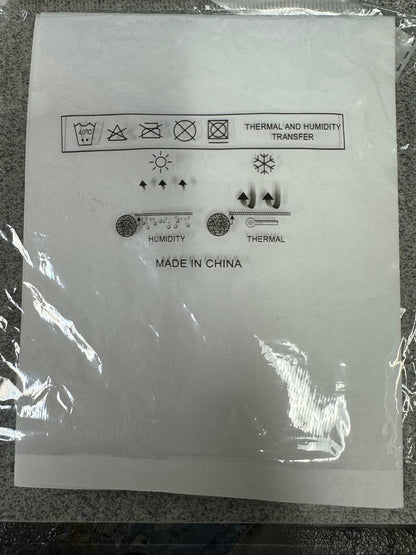 40°C
THERMAL AND HUMIDITY
TRANSFER
HUMIDITY
THERMAL
MADE IN CHINA